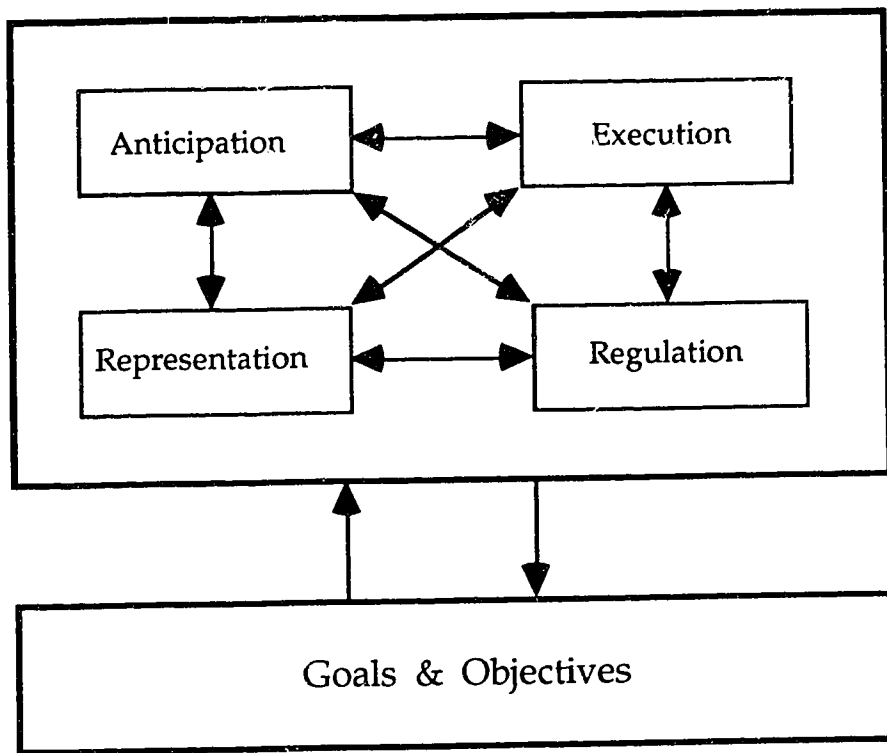 Anticipation
Execution
Representation
Regulation
Goals & Objectives